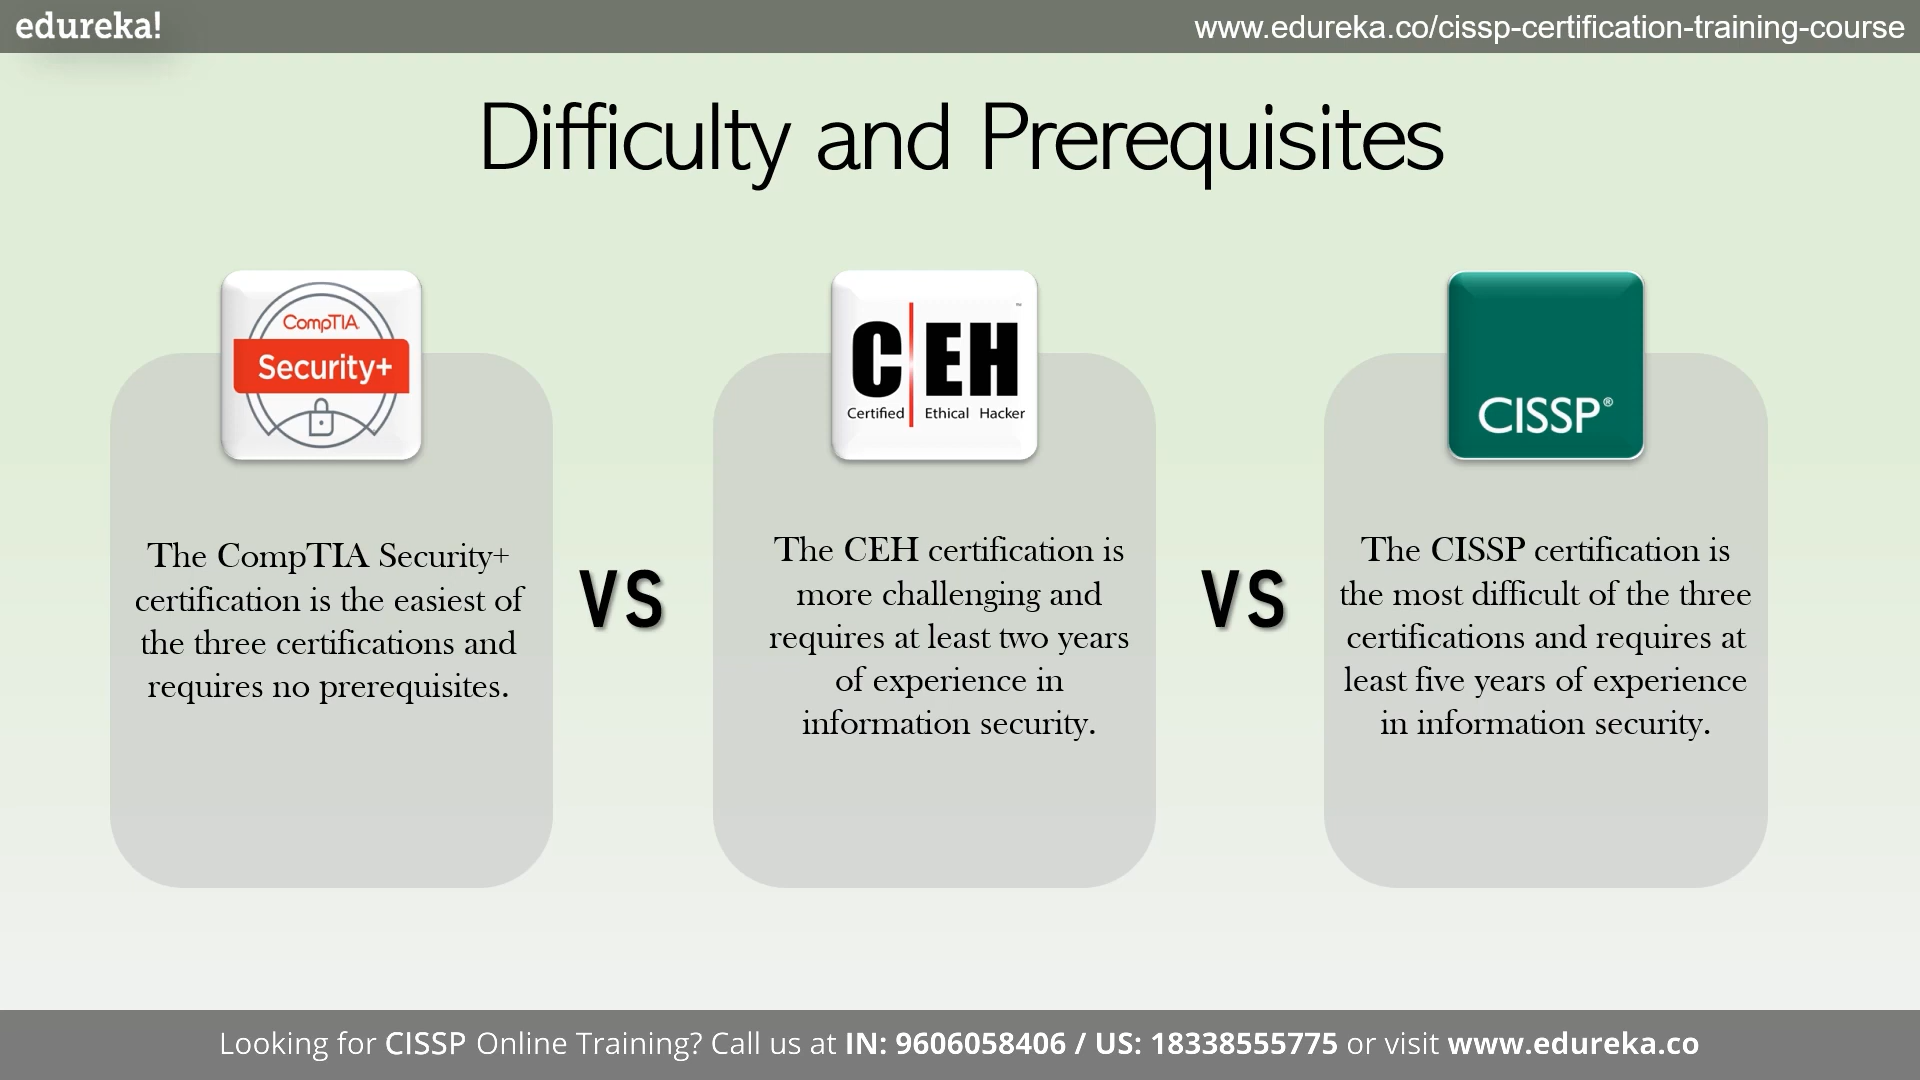 edureka!
www.edureka.co/cissp-certification-training-course
Difficulty and Prerequisites
CompTIA
Security+
The CompTIA Security+
certification is the easiest of
the three certifications and
requires no prerequisites.
VS
C EH ™
Certified Ethical Hacker
The CEH certification is
more challenging and
requires at least two years
of experience in
information security.
VS
CISSP®
The CISSP certification is
the most difficult of the three
certifications and requires at
least five years of experience
in information security.
Looking for CISSP Online Training? Call us at IN: 9606058406 / US: 18338555775 or visit www.edureka.co